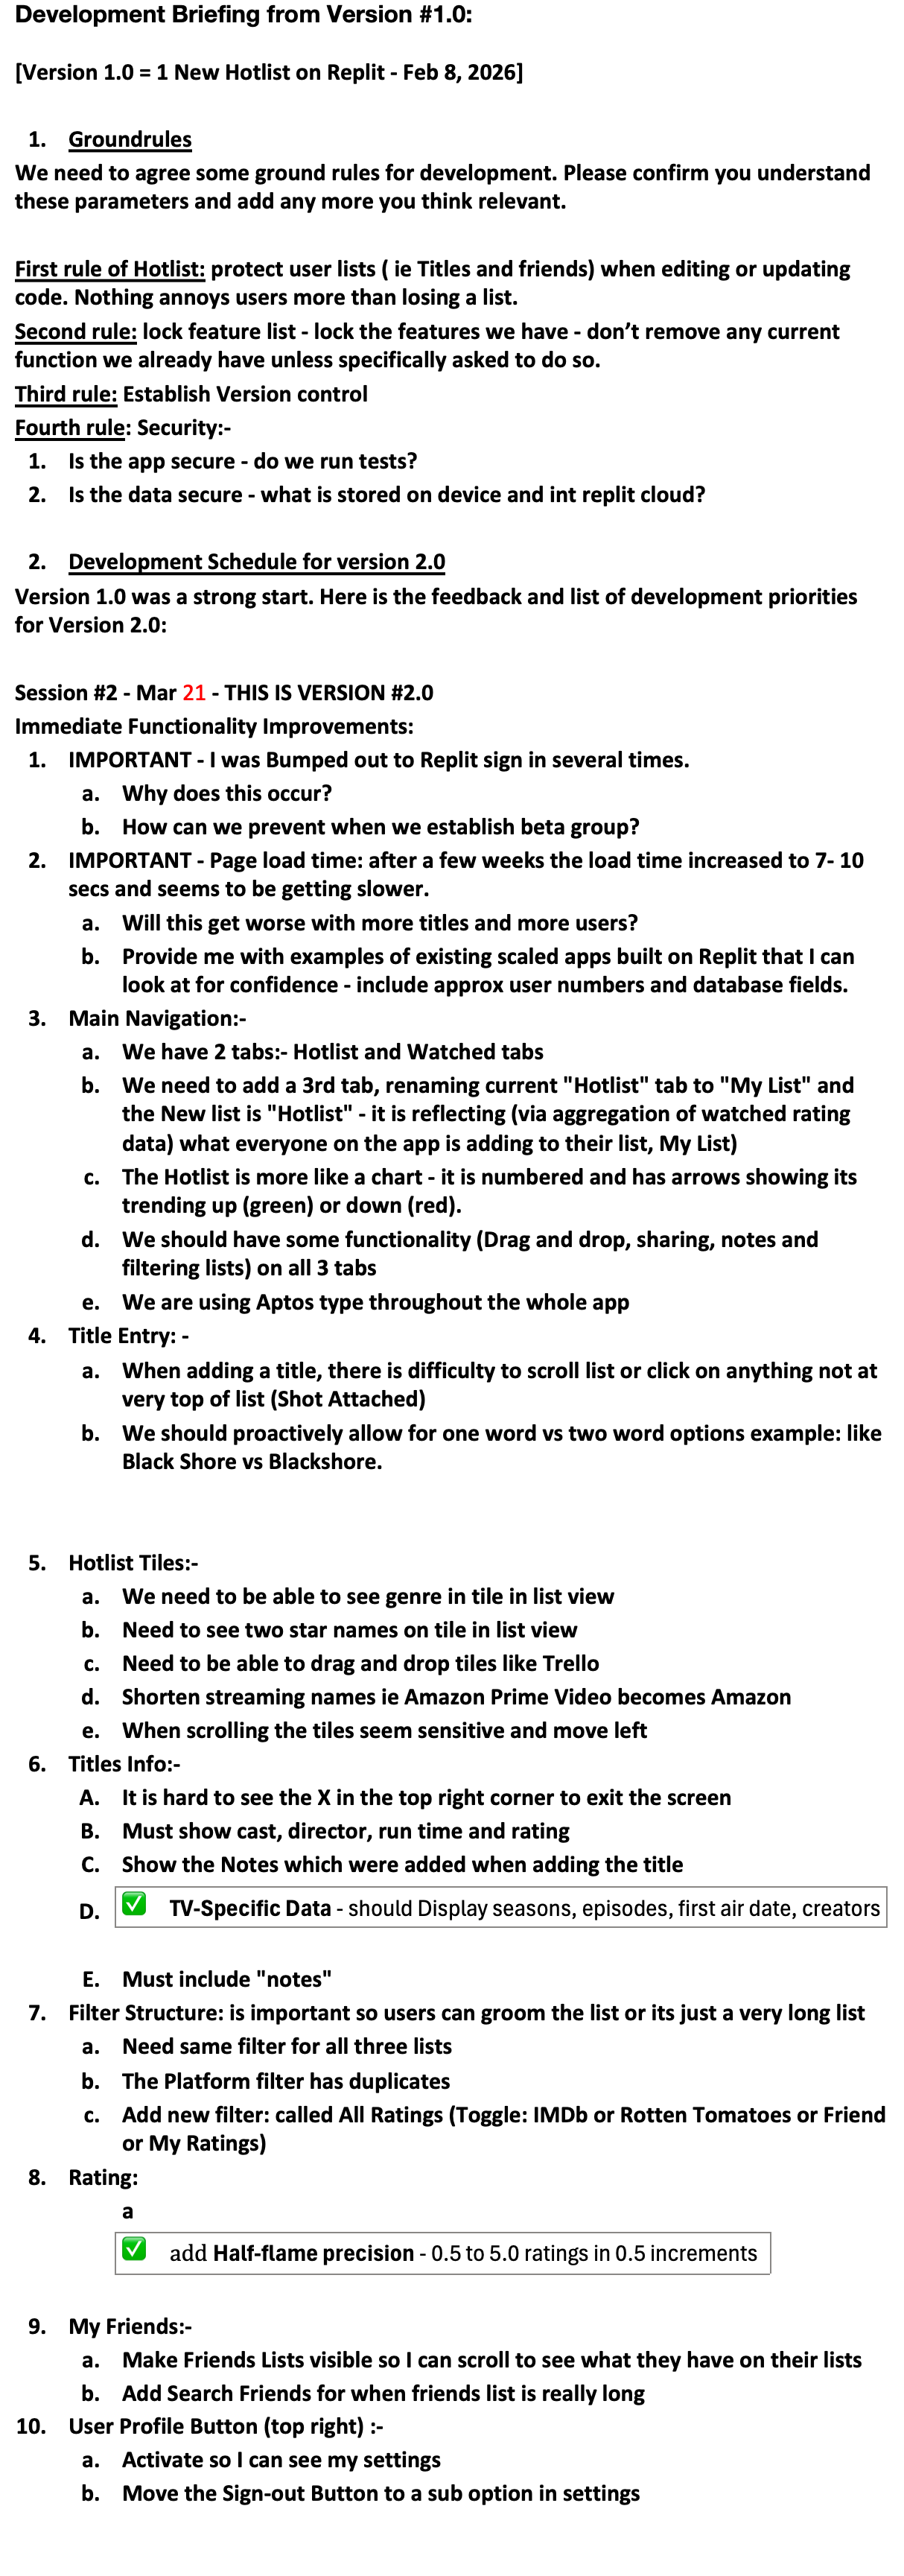 Development Briefing from Version #1.0:
[Version 1.0 = 1 New Hotlist on Replit - Feb 8, 2026]
1. Groundrules
We need to agree some ground rules for development. Please confirm you understand
these parameters and add any more you think relevant.
First rule of Hotlist: protect user lists ( ie Titles and friends) when editing or updating
code. Nothing annoys users more than losing a list.
Second rule: lock feature list - lock the features we have - don’t remove any current
function we already have unless specifically asked to do so.
Third rule: Establish Version control
Fourth rule: Security:-
1. Is the app secure - do we run tests?
2. Is the data secure - what is stored on device and int replit cloud?
2. Development Schedule for version 2.0
Version 1.0 was a strong start. Here is the feedback and list of development priorities
for Version 2.0:
Session #2 - Mar 21 - THIS IS VERSION #2.0
Immediate Functionality Improvements:
1. IMPORTANT - I was Bumped out to Replit sign in several times.
a. Why does this occur?
b. How can we prevent when we establish beta group?
2. IMPORTANT - Page load time: after a few weeks the load time increased to 7- 10
secs and seems to be getting slower.
a. Will this get worse with more titles and more users?
b. Provide me with examples of existing scaled apps built on Replit that I can
look at for confidence - include approx user numbers and database fields.
3. Main Navigation:-
a. We have 2 tabs:- Hotlist and Watched tabs
b. We need to add a 3rd tab, renaming current "Hotlist" tab to "My List" and
the New list is "Hotlist" - it is reflecting (via aggregation of watched rating
data) what everyone on the app is adding to their list, My List)
c. The Hotlist is more like a chart - it is numbered and has arrows showing its
trending up (green) or down (red).
d. We should have some functionality (Drag and drop, sharing, notes and
filtering lists) on all 3 tabs
e. We are using Aptos type throughout the whole app
4. Title Entry: -
a. When adding a title, there is difficulty to scroll list or click on anything not at
very top of list (Shot Attached)
b. We should proactively allow for one word vs two word options example: like
Black Shore vs Blackshore.
5. Hotlist Tiles:-
a. We need to be able to see genre in tile in list view
b. Need to see two star names on tile in list view
c. Need to be able to drag and drop tiles like Trello
d. Shorten streaming names ie Amazon Prime Video becomes Amazon
e. When scrolling the tiles seem sensitive and move left
6. Titles Info:-
A. It is hard to see the X in the top right corner to exit the screen
B. Must show cast, director, run time and rating
C. Show the Notes which were added when adding the title
D. ✅ TV-Specific Data - should Display seasons, episodes, first air date, creators
E. Must include "notes"
7. Filter Structure: is important so users can groom the list or its just a very long list
a. Need same filter for all three lists
b. The Platform filter has duplicates
c. Add new filter: called All Ratings (Toggle: IMDb or Rotten Tomatoes or Friend
or My Ratings)
8. Rating:
a
✅ add Half-flame precision - 0.5 to 5.0 ratings in 0.5 increments
9. My Friends:-
a. Make Friends Lists visible so I can scroll to see what they have on their lists
b. Add Search Friends for when friends list is really long
10. User Profile Button (top right) :-
a. Activate so I can see my settings
b. Move the Sign-out Button to a sub option in settings